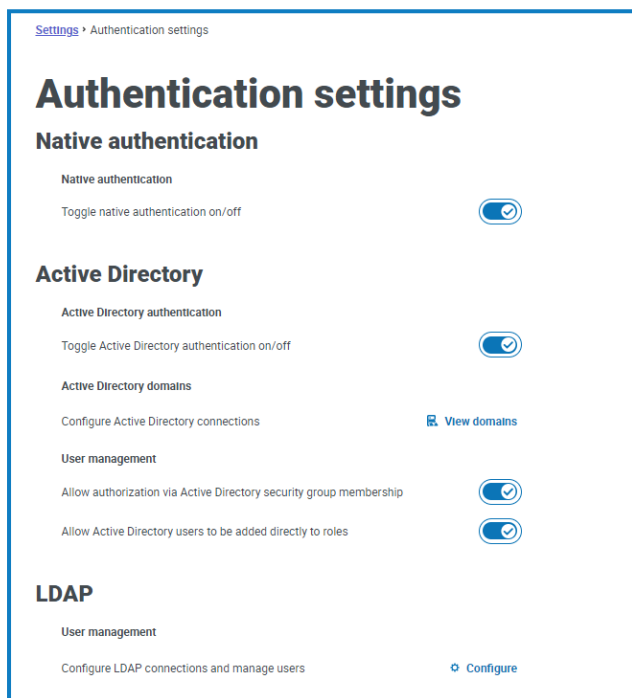 Settings › Authentication settings
Authentication settings
Native authentication
Native authentication
Toggle native authentication on/off
Active Directory
Active Directory authentication
Toggle Active Directory authentication on/off
Active Directory domains
Configure Active Directory connections View domains
User management
Allow authorization via Active Directory security group membership
Allow Active Directory users to be added directly to roles
LDAP
User management
Configure LDAP connections and manage users Configure